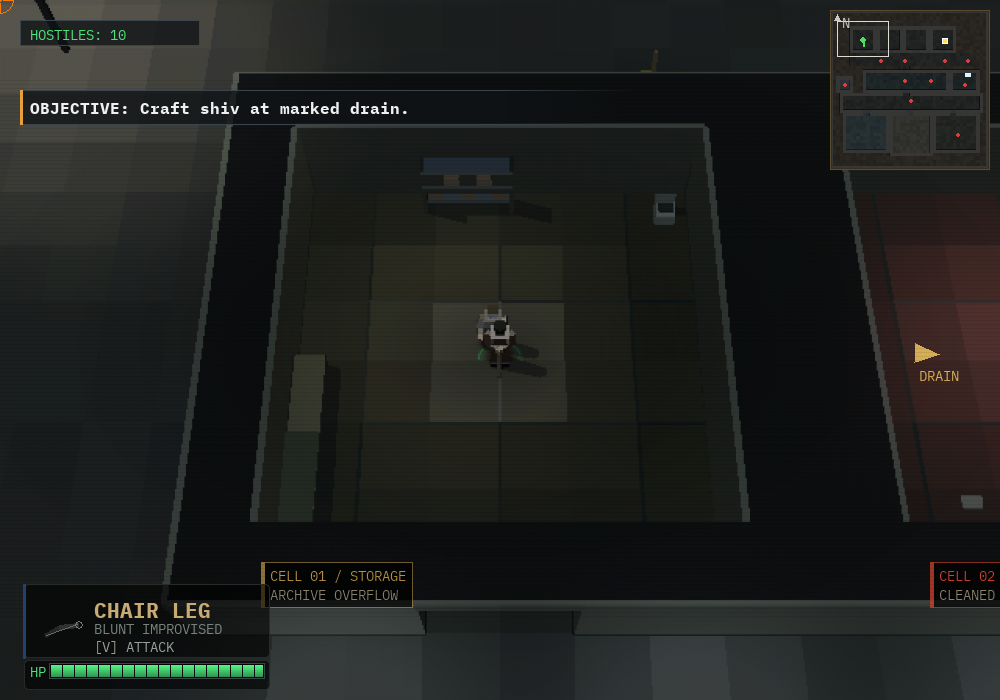 HOSTILES: 10
N
OBJECTIVE: Craft shiv at marked drain.
DRAIN
CELL 01 / STORAGE
ARCHIVE OVERFLOW
CELL 02
CLEANED
CHAIR LEG
BLUNT IMPROVISED
[V] ATTACK
HP